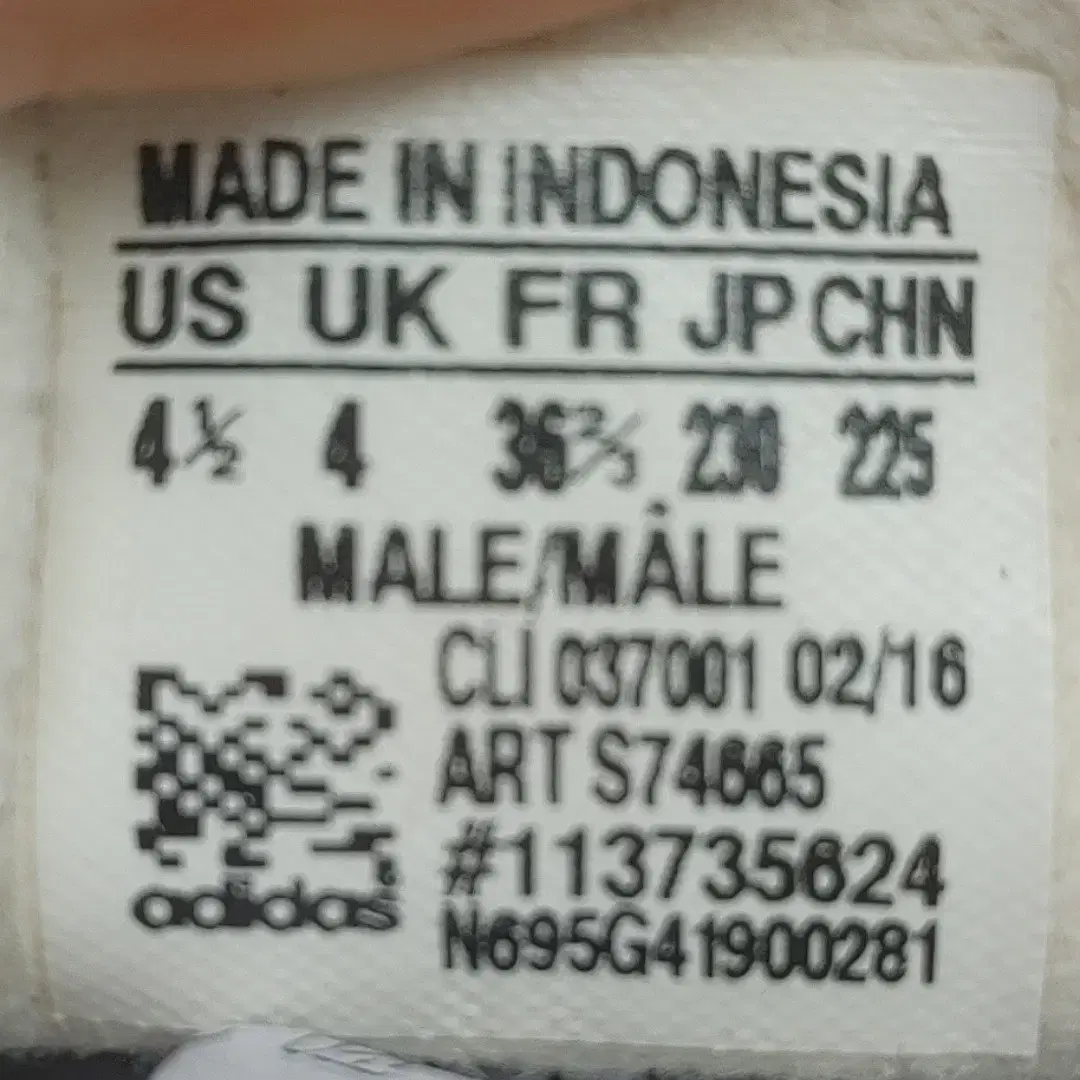 MADE IN INDONESIA
US UK FR JP CHN
4½ 4 36⅔ 230 225
MALE/MÂLE
CLI 037001 02/16
ART S74665
#113735624
adidas
N695G41900281